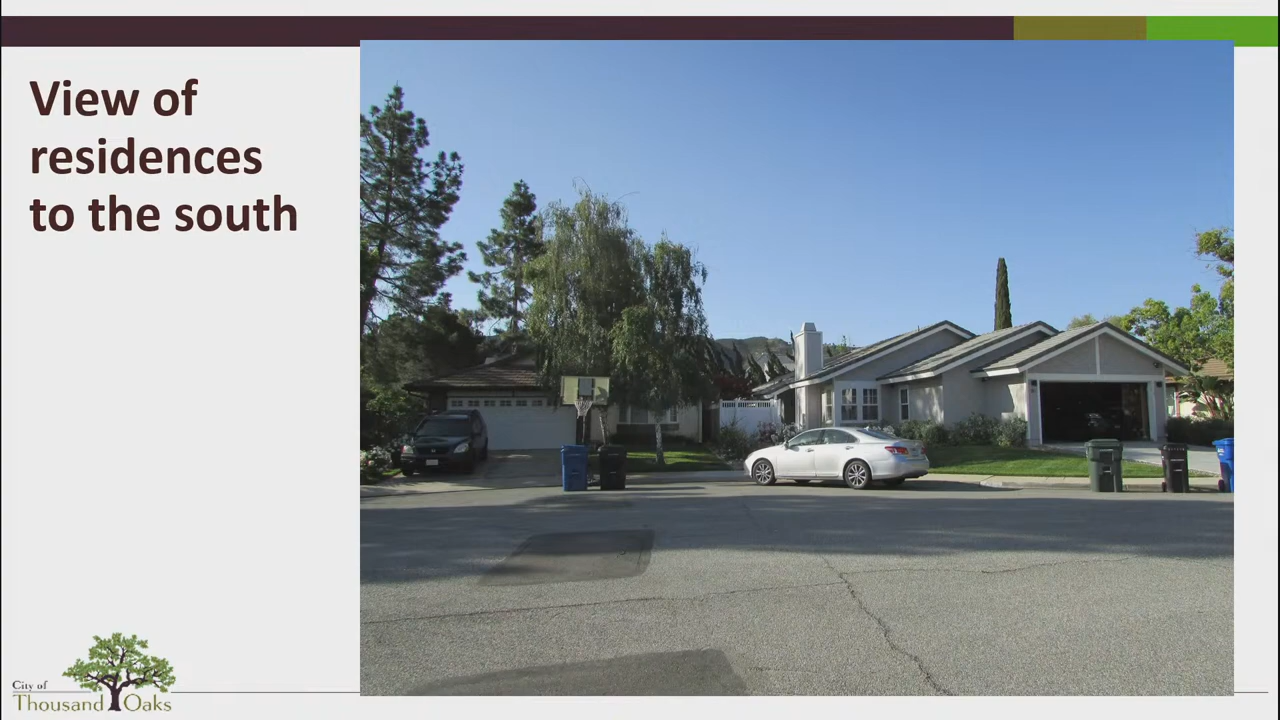 View of
residences
to the south
City of
Thousand Oaks